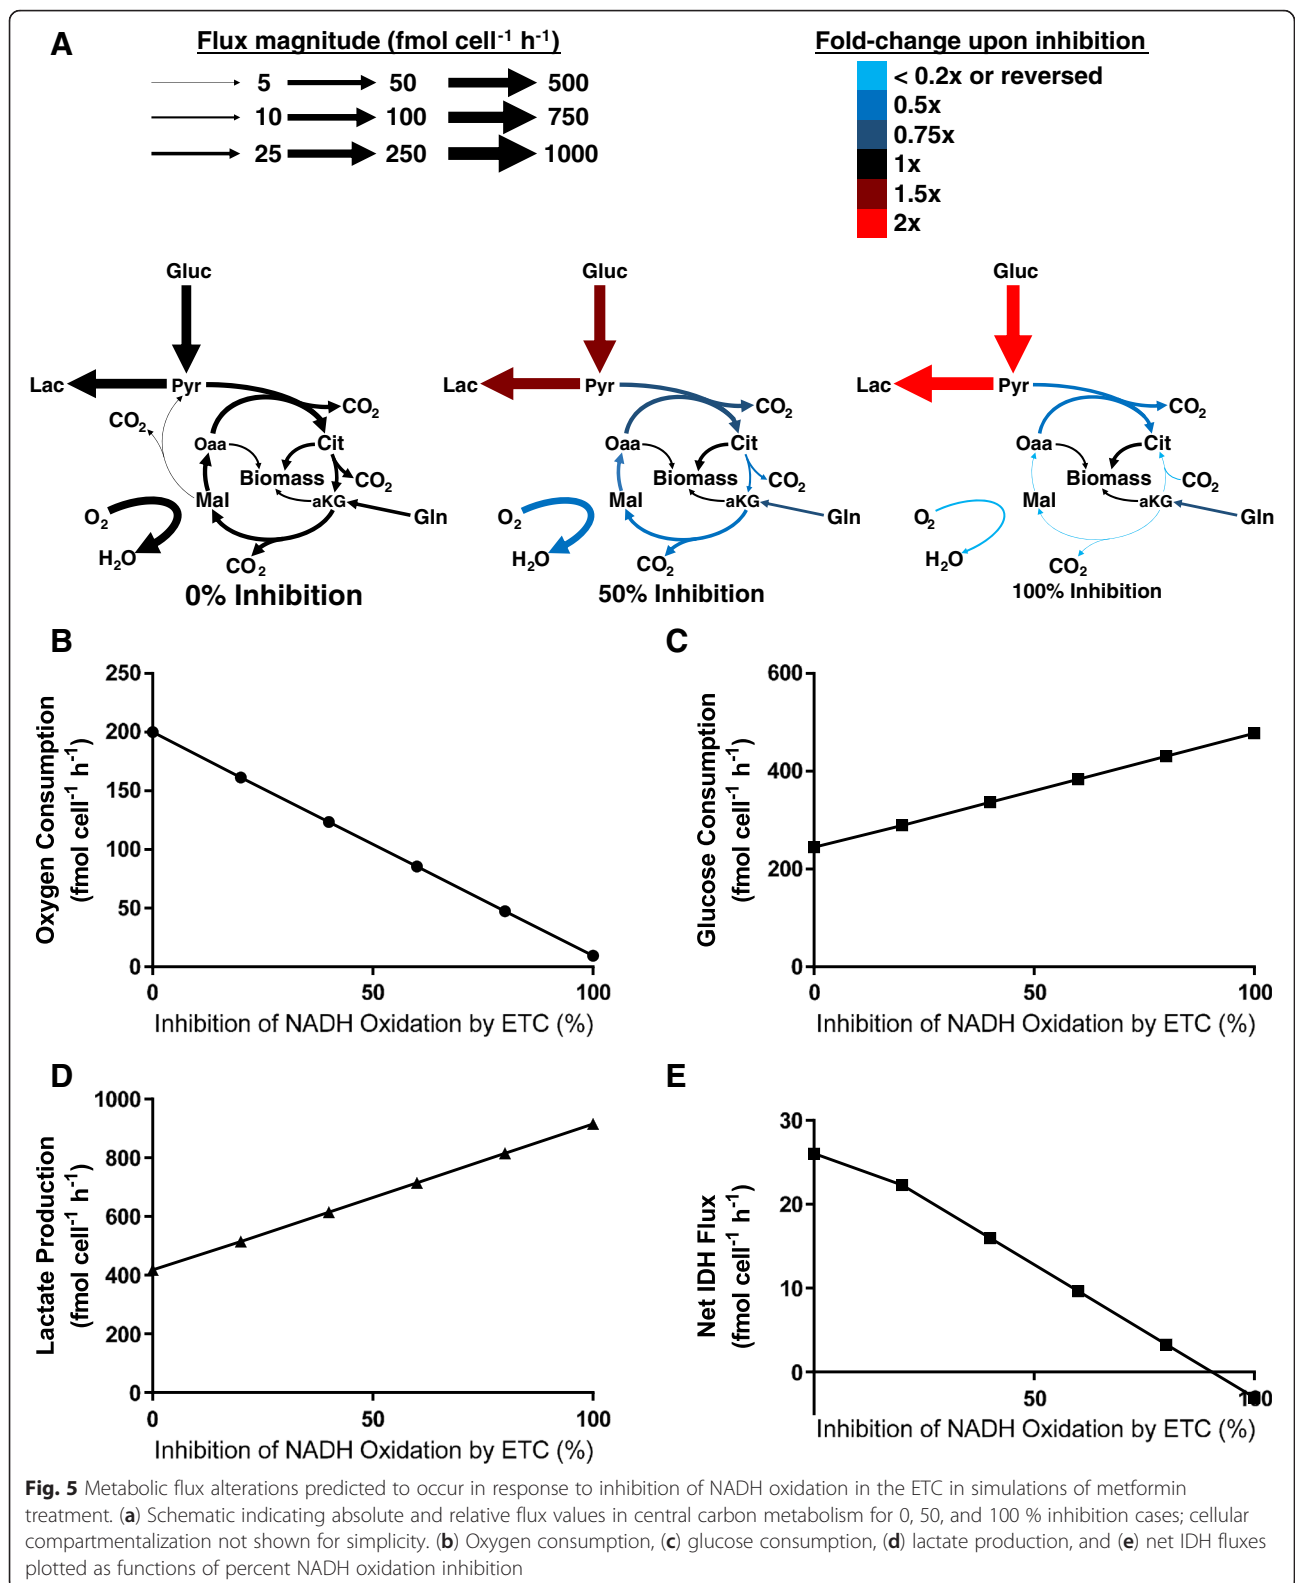 A
Flux magnitude (fmol cell⁻¹ h⁻¹)
5 50 500
10 100 750
25 250 1000
Fold-change upon inhibition
< 0.2x or reversed
0.5x
0.75x
1x
1.5x
2x
Gluc
Lac Pyr
CO₂ CO₂
Oaa Cit
Biomass CO₂
Mal aKG
O₂ Gln
H₂O CO₂
0% Inhibition
Gluc
Lac Pyr
CO₂
Oaa Cit
Biomass CO₂
Mal aKG
O₂ Gln
H₂O CO₂
50% Inhibition
Gluc
Lac Pyr
CO₂
Oaa Cit
Biomass CO₂
Mal aKG
O₂ Gln
H₂O CO₂
100% Inhibition
B
Oxygen Consumption
(fmol cell⁻¹ h⁻¹)
250
200
150
100
50
0
0 50 100
Inhibition of NADH Oxidation by ETC (%)
C
Glucose Consumption
(fmol cell⁻¹ h⁻¹)
600
400
200
0
0 50 100
Inhibition of NADH Oxidation by ETC (%)
D
Lactate Production
(fmol cell⁻¹ h⁻¹)
1000
800
600
400
200
0
0 50 100
Inhibition of NADH Oxidation by ETC (%)
E
Net IDH Flux
(fmol cell⁻¹ h⁻¹)
30
20
10
0
50 100
Inhibition of NADH Oxidation by ETC (%)
Fig. 5 Metabolic flux alterations predicted to occur in response to inhibition of NADH oxidation in the ETC in simulations of metformin
treatment. (a) Schematic indicating absolute and relative flux values in central carbon metabolism for 0, 50, and 100 % inhibition cases; cellular
compartmentalization not shown for simplicity. (b) Oxygen consumption, (c) glucose consumption, (d) lactate production, and (e) net IDH fluxes
plotted as functions of percent NADH oxidation inhibition